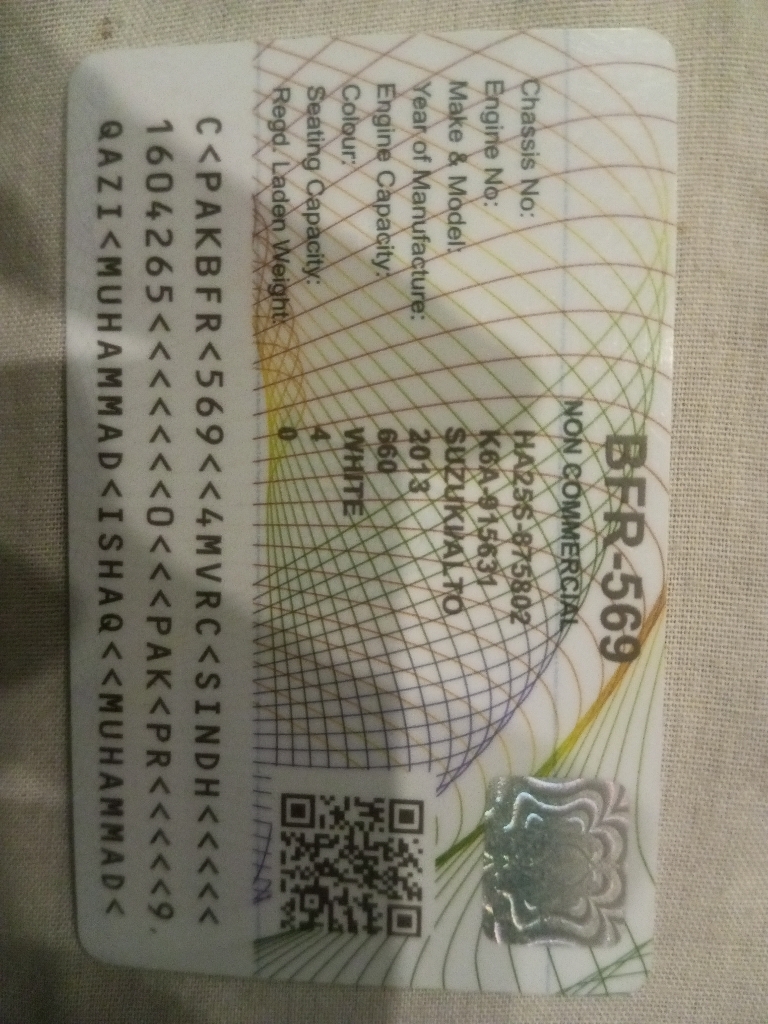 BFR-569
NON COMMERCIAL
Chassis No: HA25S-875802
Engine No: K6A-915631
Make & Model: SUZUKI/ALTO
Year of Manufacture: 2013
Engine Capacity: 660
Colour: WHITE
Seating Capacity: 4
Regd. Laden Weight: 0
C<PAKBFR<569<<4MVRC<SINDH<<<<<
1604265<<<<<<<<0<<<PAK<PR<<<<<9
QAZI<MUHAMMAD<ISHAQ<<MUHAMMAD<